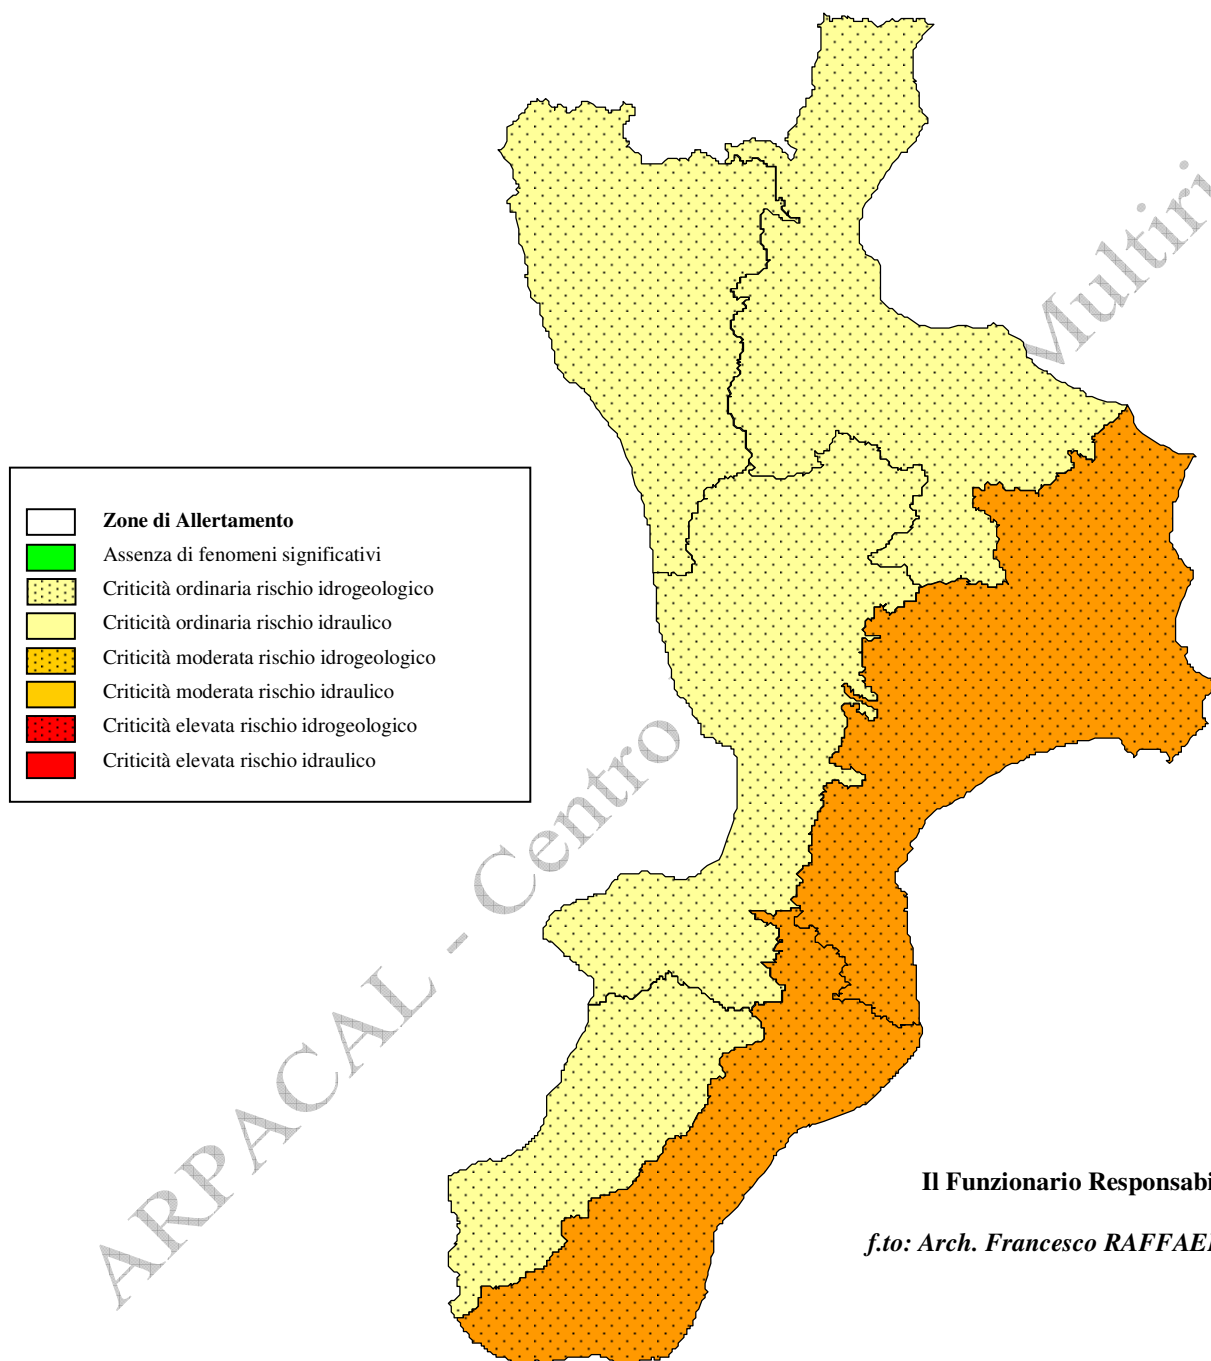 Zone di Allertamento
Assenza di fenomeni significativi
Criticità ordinaria rischio idrogeologico
Criticità ordinaria rischio idraulico
Criticità moderata rischio idrogeologico
Criticità moderata rischio idraulico
Criticità elevata rischio idrogeologico
Criticità elevata rischio idraulico
ARPACAL - Centro Multiri
Il Funzionario Responsabi
f.to: Arch. Francesco